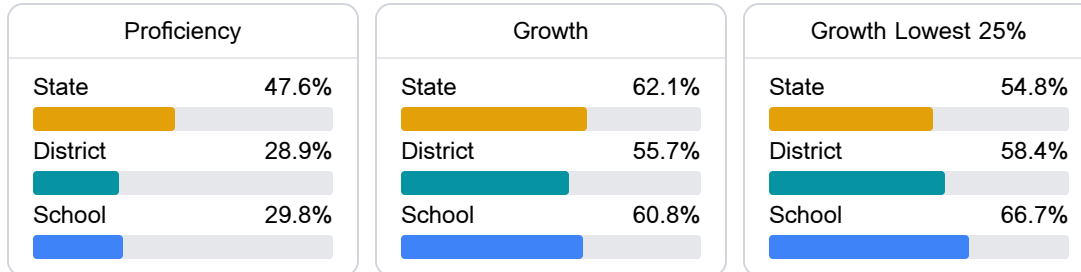 Proficiency
State 47.6%
District 28.9%
School 29.8%
Growth
State 62.1%
District 55.7%
School 60.8%
Growth Lowest 25%
State 54.8%
District 58.4%
School 66.7%